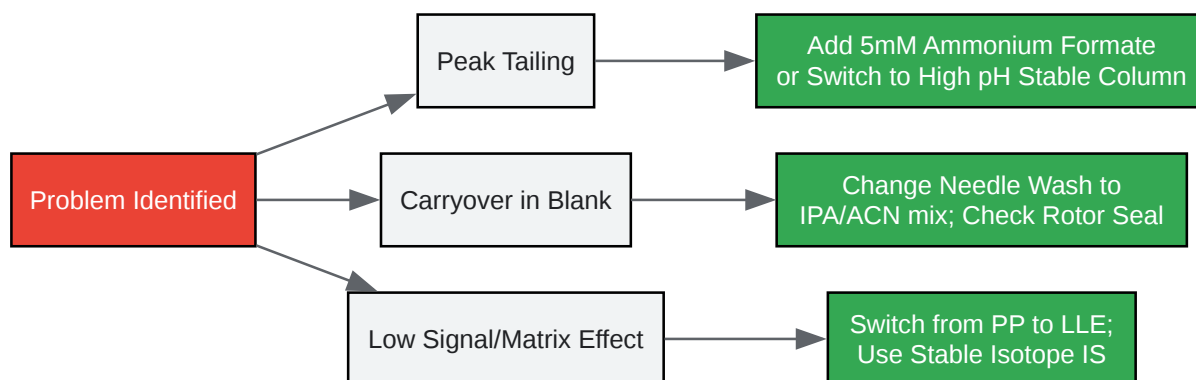 Problem Identified
Peak Tailing
Add 5mM Ammonium Formate
or Switch to High pH Stable Column
Carryover in Blank
Change Needle Wash to
IPA/ACN mix; Check Rotor Seal
Low Signal/Matrix Effect
Switch from PP to LLE;
Use Stable Isotope IS